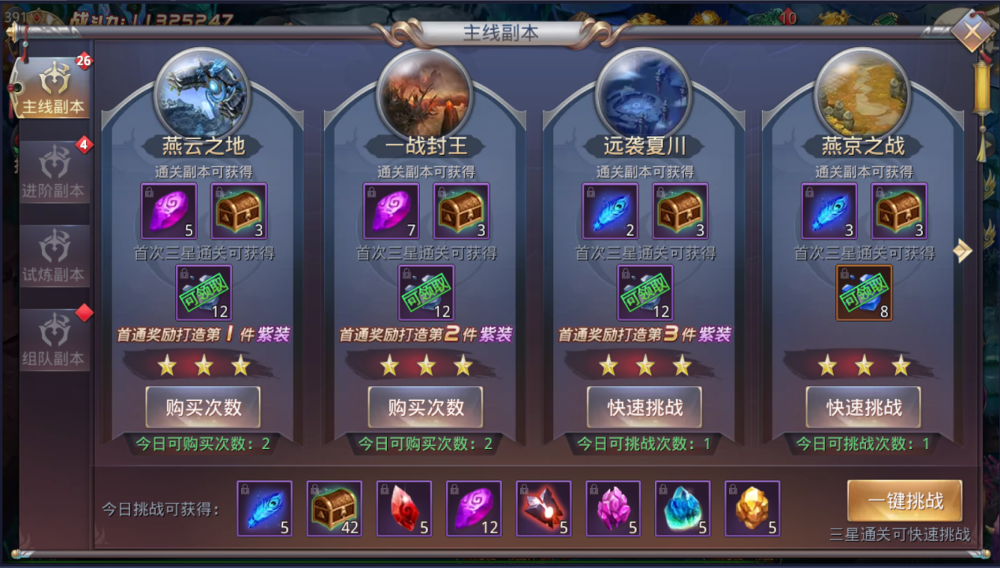 391
战斗力:11325247
10
主线副本
26
主线副本
4
进阶副本
试炼副本
组队副本
燕云之地
通关副本可获得
5
3
首次三星通关可获得
可领取
12
首通奖励打造第1件紫装
购买次数
今日可购买次数：2
一战封王
通关副本可获得
7
3
首次三星通关可获得
可领取
12
首通奖励打造第2件紫装
购买次数
今日可购买次数：2
远袭夏川
通关副本可获得
2
3
首次三星通关可获得
可领取
12
首通奖励打造第3件紫装
快速挑战
今日可挑战次数：1
燕京之战
通关副本可获得
3
3
首次三星通关可获得
可领取
8
快速挑战
今日可挑战次数：1
今日挑战可获得：
5
42
5
12
5
5
5
5
一键挑战
三星通关可快速挑战